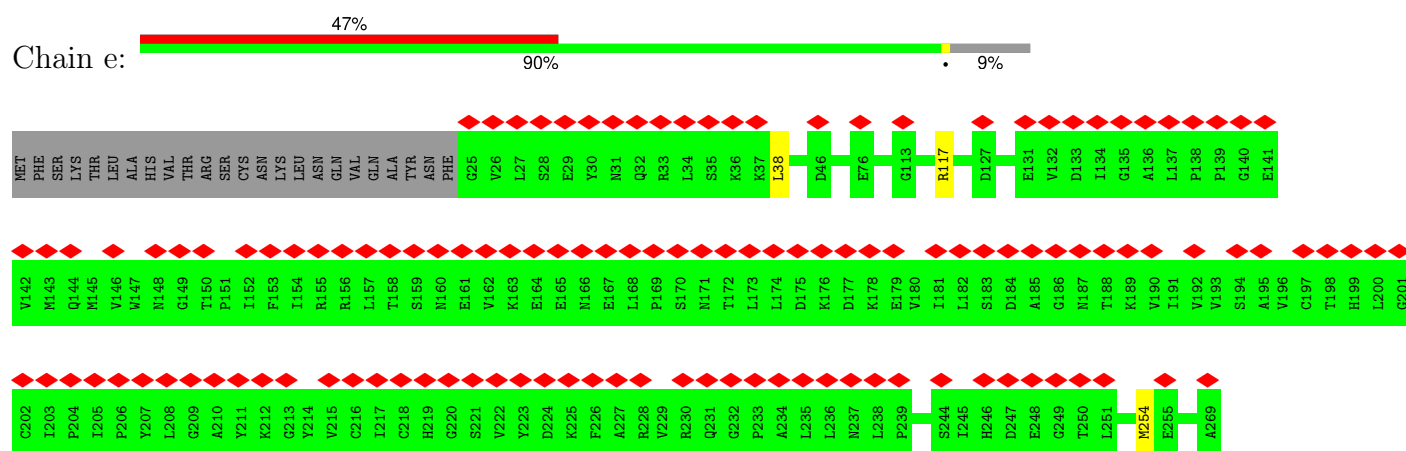 47%
Chain e:
90% • 9%
MET PHE SER LYS THR LEU ALA HIS VAL THR ARG SER CYS ASN LYS LEU ASN GLN VAL GLN ALA TYR ASN PHE G25 V26 L27 S28 E29 Y30 N31 Q32 R33 L34 S35 K36 K37 L38 D46 E76 G113 R117 D127 E131 V132 D133 I134 G135 A136 L137 P138 P139 G140 E141
V142 M143 Q144 M145 V146 W147 N148 G149 T150 P151 I152 F153 I154 R155 R156 L157 T158 S159 N160 E161 V162 K163 E164 E165 N166 E167 L168 P169 S170 N171 T172 L173 L174 D175 K176 D177 K178 E179 V180 I181 L182 S183 D184 A185 G186 N187 T188 K189 V190 I191 V192 V193 S194 A195 V196 C197 T198 H199 L200 G201
C202 I203 P204 I205 P206 Y207 L208 G209 A210 Y211 K212 G213 Y214 V215 C216 I217 C218 H219 G220 S221 V222 Y223 D224 K225 F226 A227 R228 V229 R230 Q231 G232 P233 A234 L235 L236 N237 L238 P239 S244 I245 H246 D247 E248 G249 T250 L251 M254 E255 A269